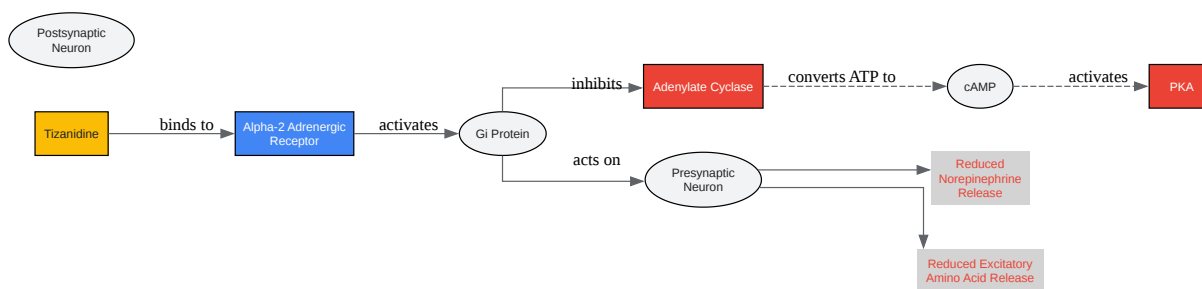 Postsynaptic
Neuron
Tizanidine
binds to
Alpha-2 Adrenergic
Receptor
activates
Gi Protein
inhibits
Adenylate Cyclase
converts ATP to
cAMP
activates
PKA
acts on
Presynaptic
Neuron
Reduced
Norepinephrine
Release
Reduced Excitatory
Amino Acid Release